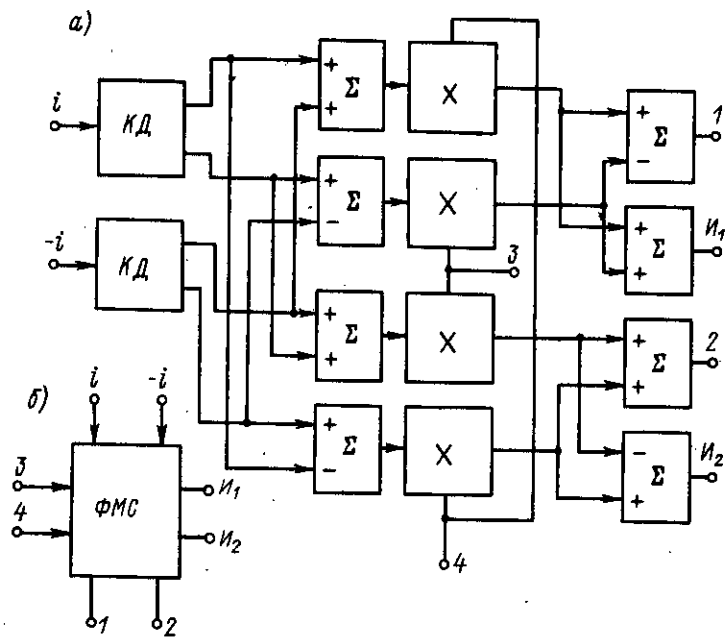 а)
i
КД
+
+
Σ
X
+
−
Σ
1
+
−
Σ
X
-i
КД
+
+
Σ
И₁
3
+
+
Σ
X
+
+
Σ
2
б)
i
-i
+
−
Σ
X
−
+
Σ
И₂
3
4
ФМС
И₁
И₂
4
1
2